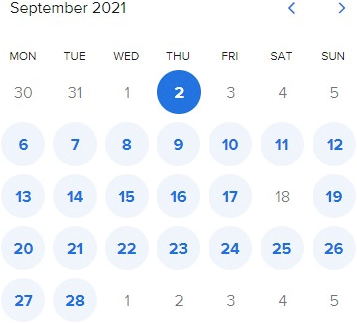 September 2021
MON TUE WED THU FRI SAT SUN
30 31 1 2 3 4 5
6 7 8 9 10 11 12
13 14 15 16 17 18 19
20 21 22 23 24 25 26
27 28 1 2 3 4 5